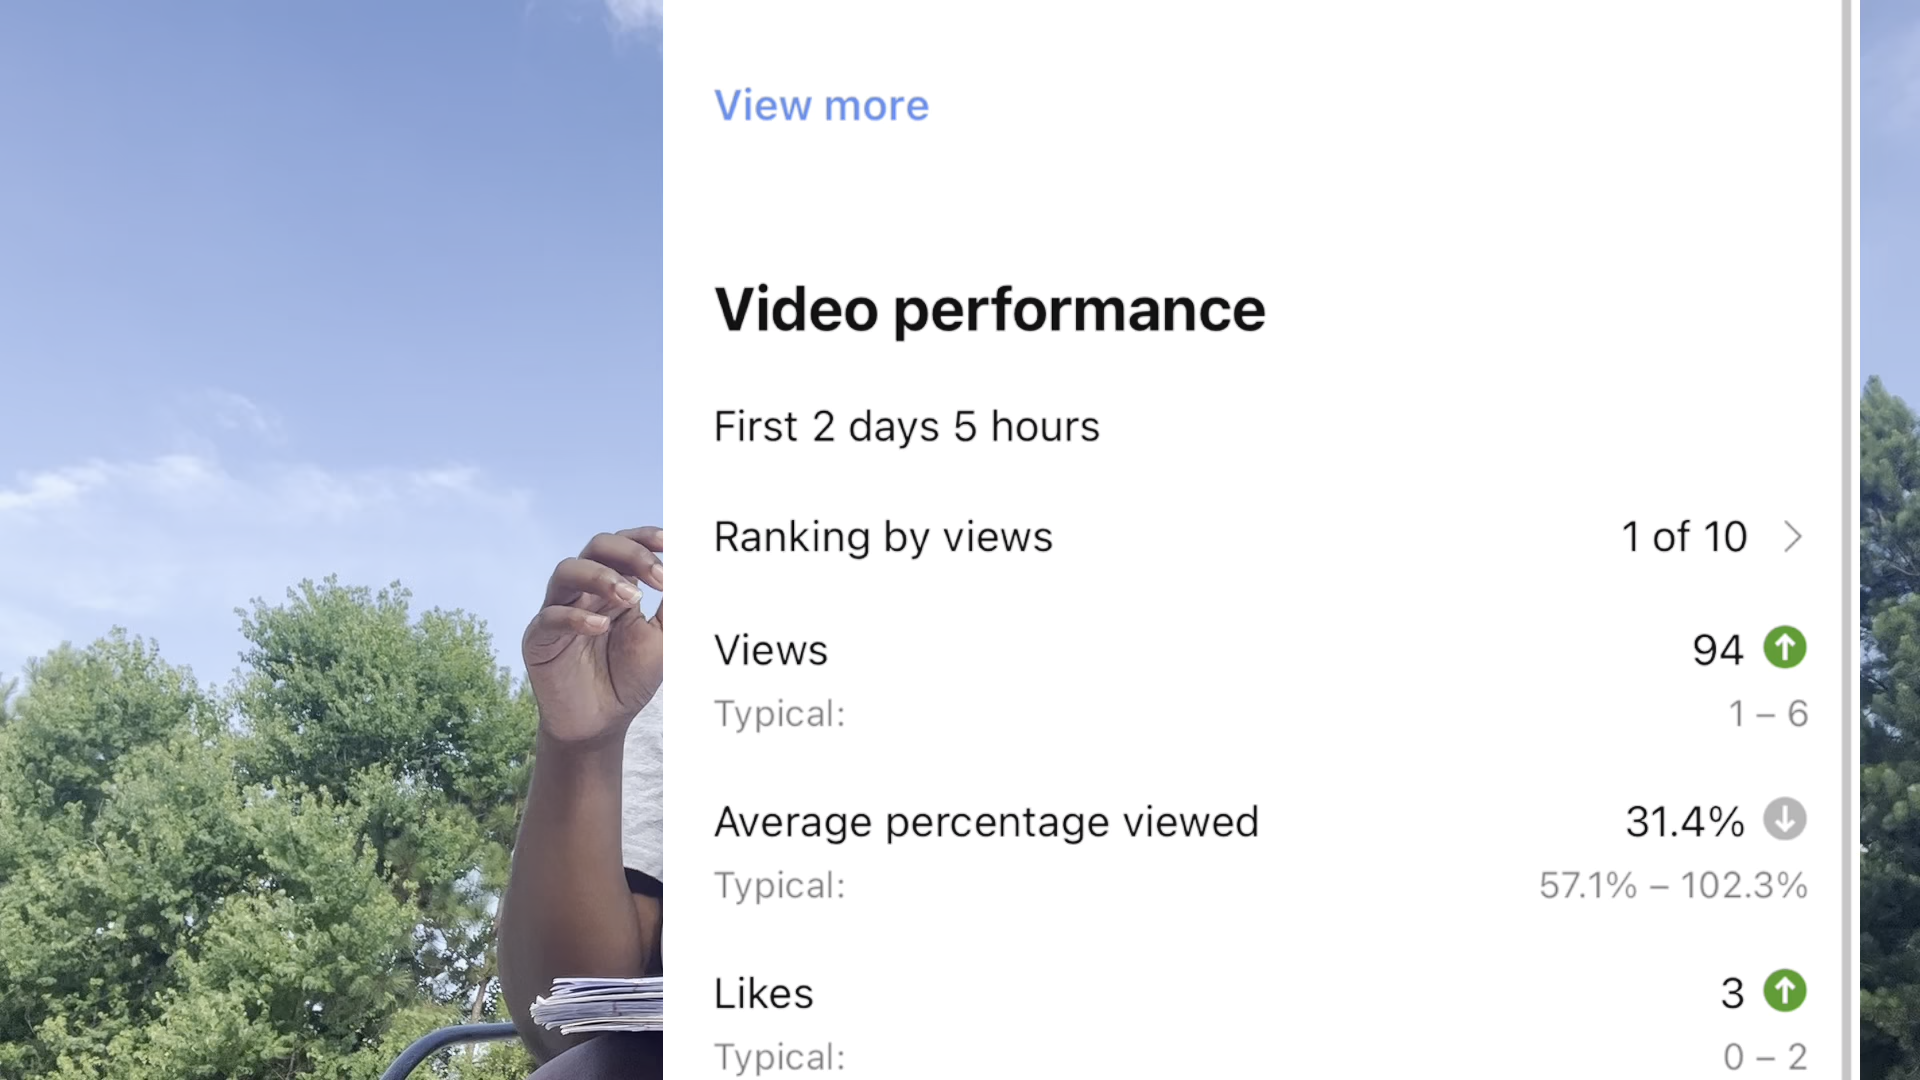 View more
Video performance
First 2 days 5 hours
Ranking by views 1 of 10
Views 94
Typical: 1 – 6
Average percentage viewed 31.4%
Typical: 57.1% – 102.3%
Likes 3
Typical: 0 – 2